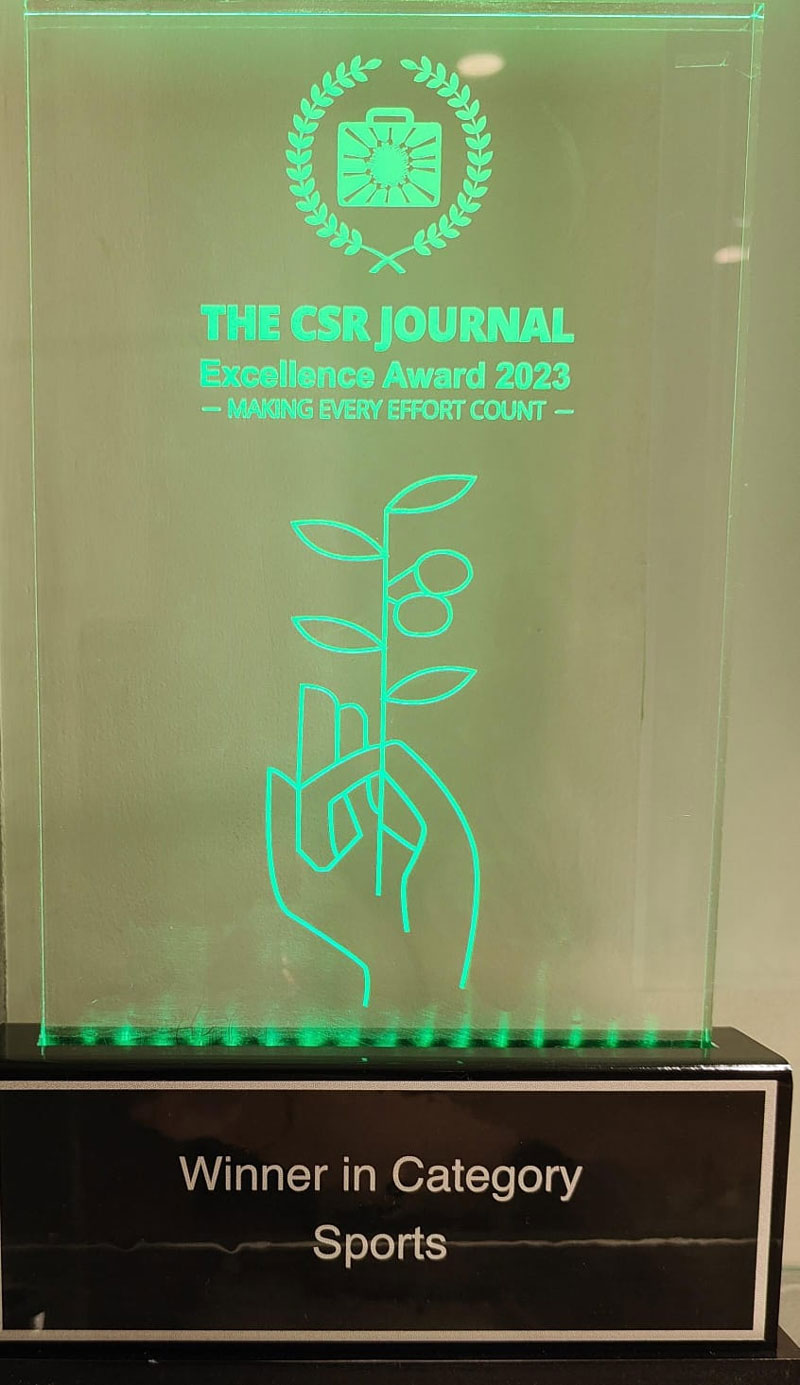 THE CSR JOURNAL
Excellence Award 2023
— MAKING EVERY EFFORT COUNT —
Winner in Category
Sports